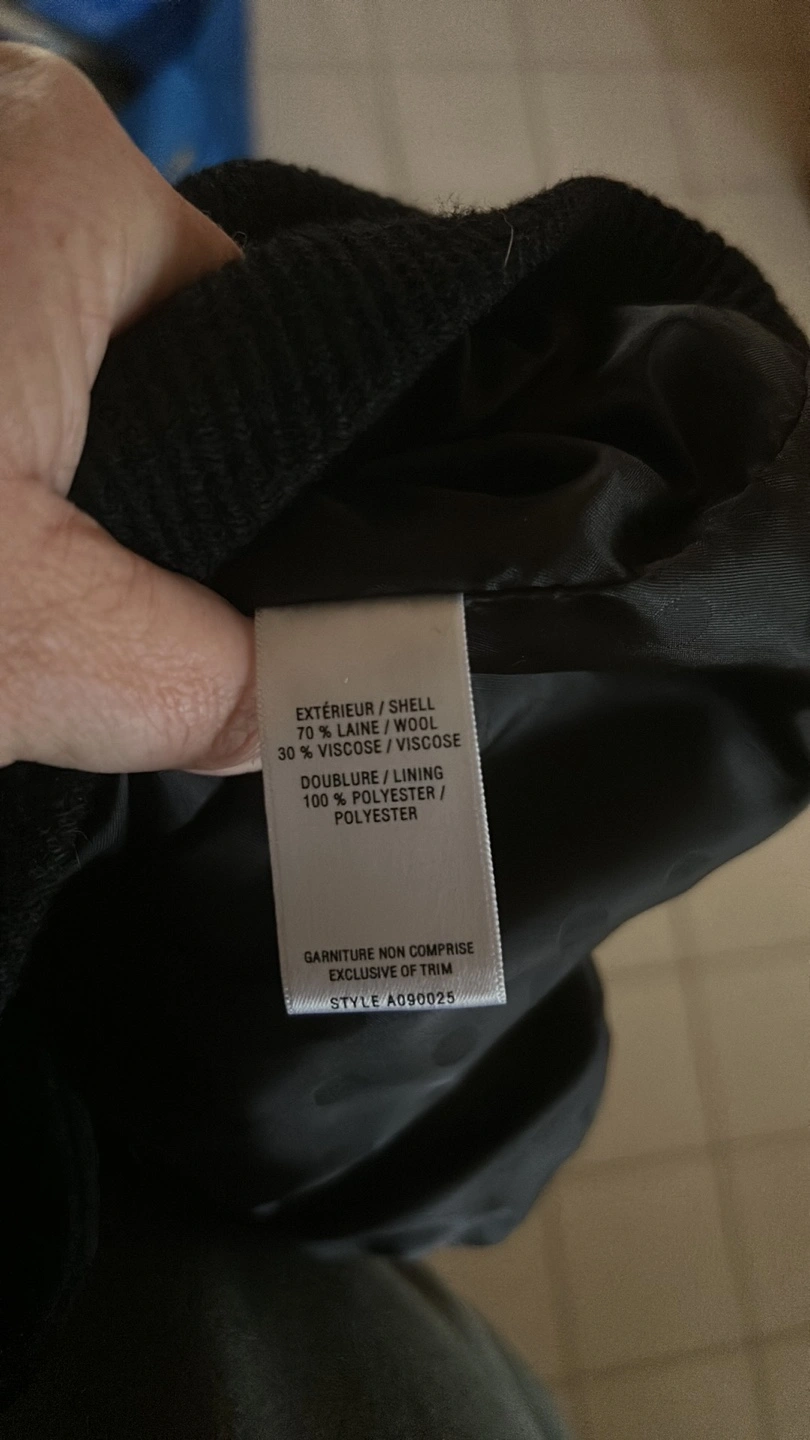 EXTÉRIEUR / SHELL
70 % LAINE / WOOL
30 % VISCOSE / VISCOSE
DOUBLURE / LINING
100 % POLYESTER /
POLYESTER
GARNITURE NON COMPRISE
EXCLUSIVE OF TRIM
STYLE A090025